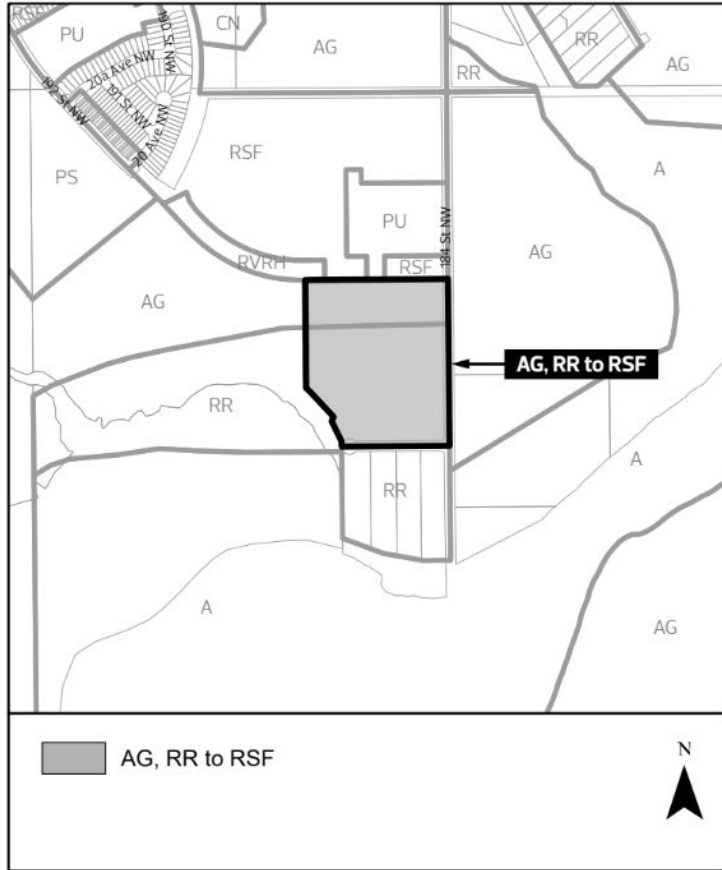 RSF
PU
190 St NW
CN
AG
RR
RR
AG
20a Ave NW
192 St NW
191 St NW
20 Ave NW
RSF
A
PS
PU
184 St NW
AG
RVRH
RSF
AG
AG, RR to RSF
RR
A
RR
A
AG
AG, RR to RSF
N